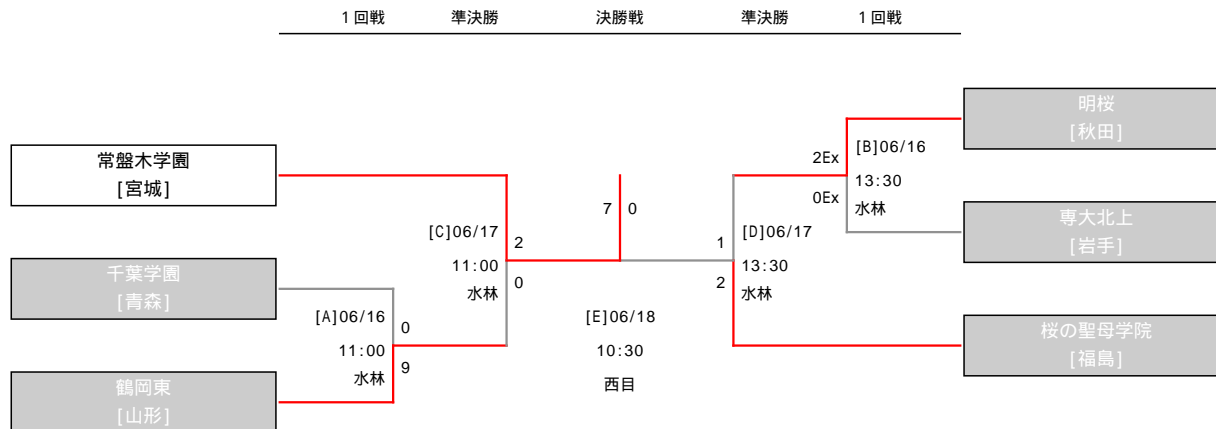 1回戦 準決勝 決勝戦 準決勝 1回戦
明桜
[秋田]
常盤木学園
[宮城]
2Ex
[B]06/16
0Ex
13:30
水林
専大北上
[岩手]
7 0
[C]06/17
2
11:00
0
水林
1
[D]06/17
13:30
2
水林
千葉学園
[青森]
[A]06/16
0
11:00
9
水林
[E]06/18
10:30
西目
桜の聖母学院
[福島]
鶴岡東
[山形]